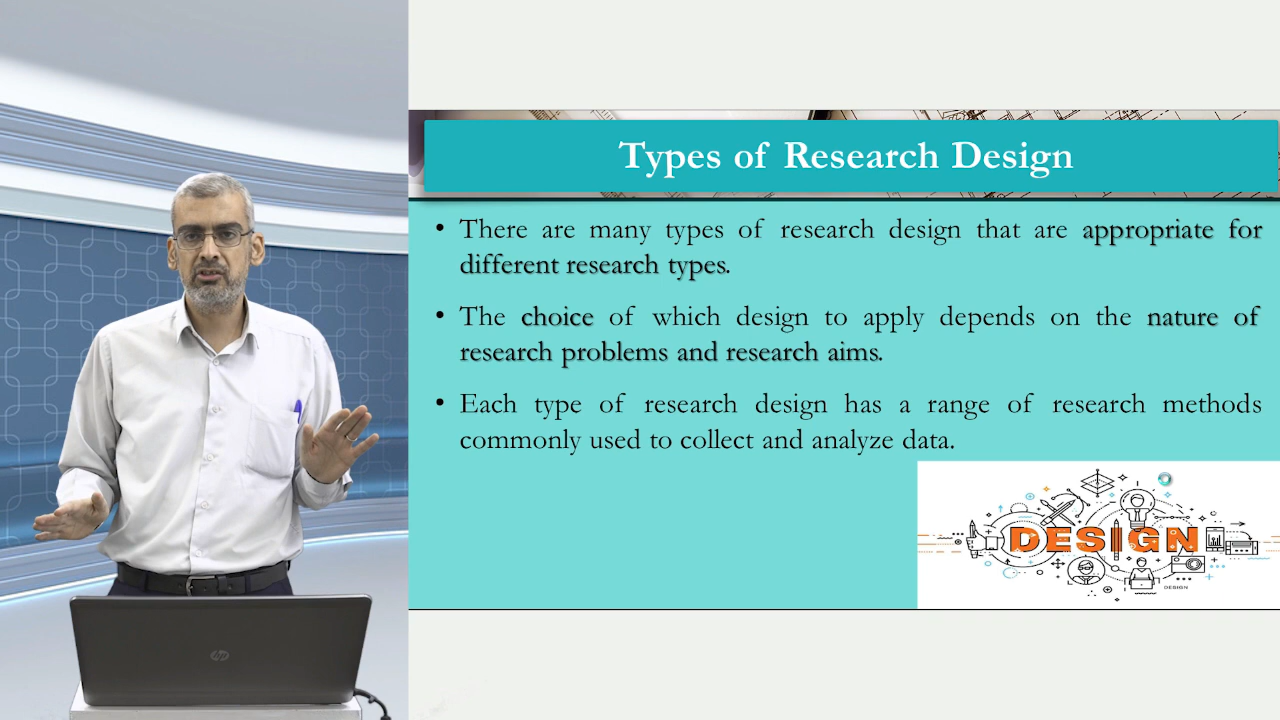 Types of Research Design
• There are many types of research design that are appropriate for
different research types.
• The choice of which design to apply depends on the nature of
research problems and research aims.
• Each type of research design has a range of research methods
commonly used to collect and analyze data.
DESIGN
DESIGN
hp